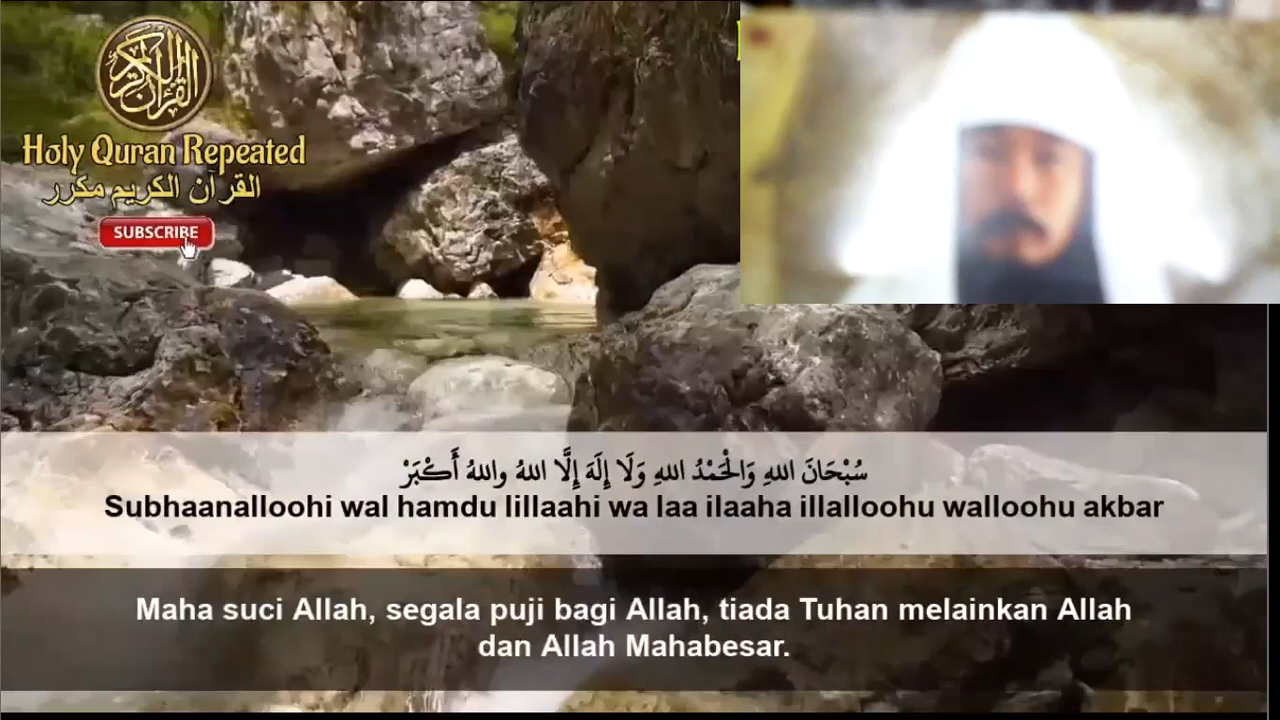 Holy Quran Repeated
القرآن الكريم مكرر
SUBSCRIBE
سُبْحَانَ اللهِ وَالْحَمْدُ اللهِ وَلَا إِلَهَ إِلَّا اللهُ واللهُ أَكْبَرْ
Subhaanalloohi wal hamdu lillaahi wa laa ilaaha illalloohu walloohu akbar
Maha suci Allah, segala puji bagi Allah, tiada Tuhan melainkan Allah
dan Allah Mahabesar.